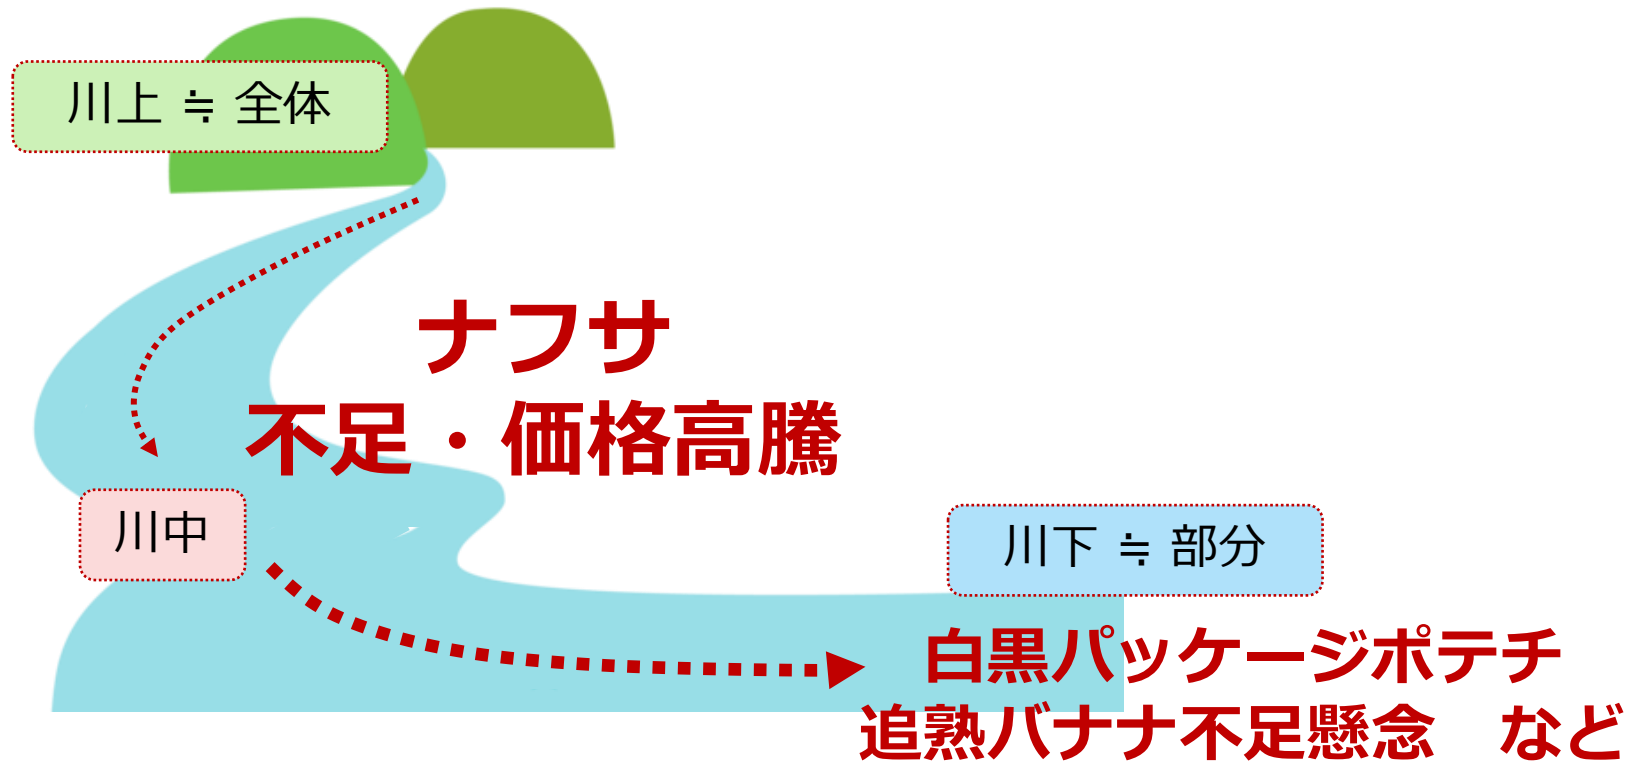 川上 ≒ 全体
ナフサ
不足・価格高騰
川中
川下 ≒ 部分
白黒パッケージポテチ
追熟バナナ不足懸念　など